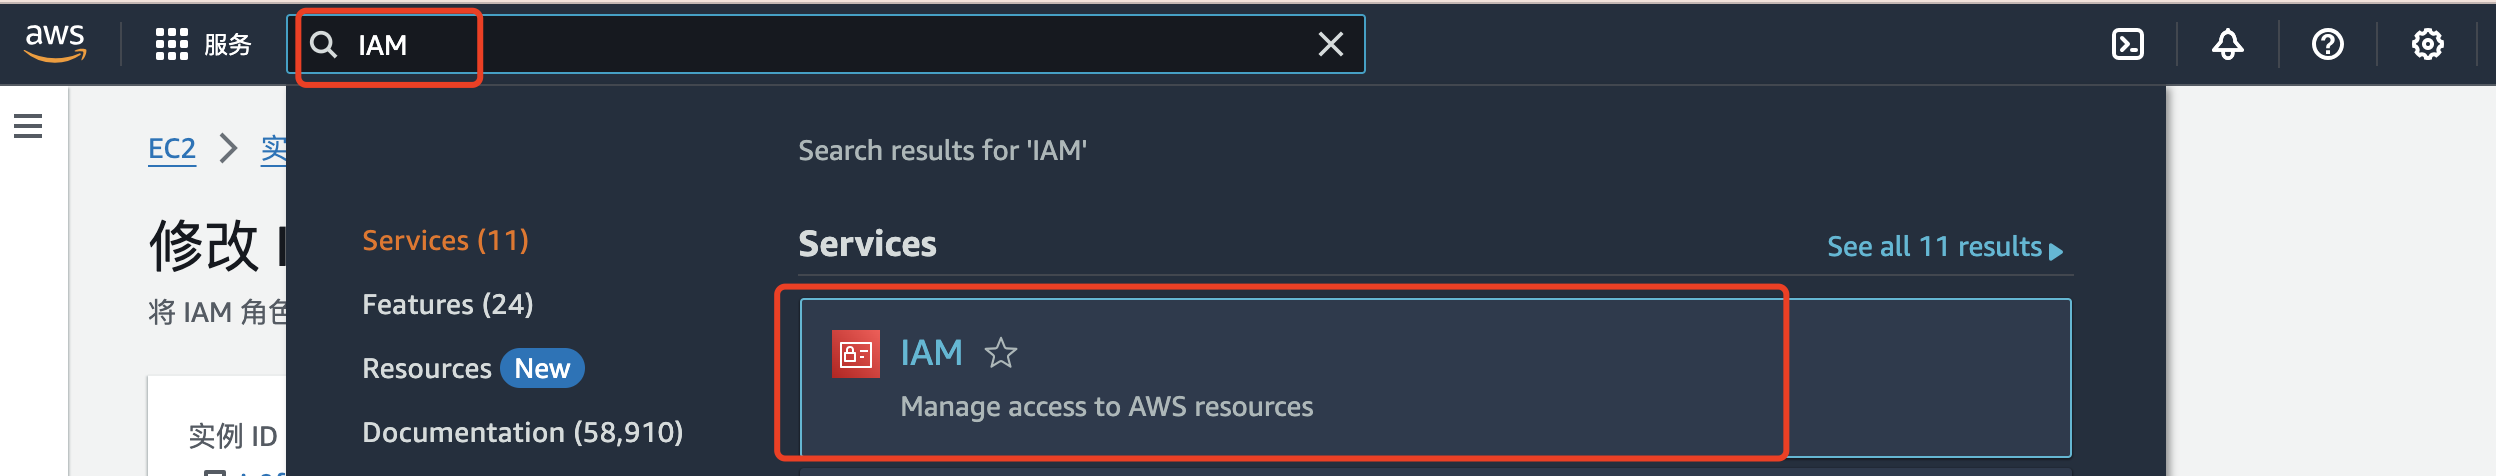 aws
服务
IAM
EC2
实
Search results for 'IAM'
修改
将 IAM 角色
Services (11)
Services
See all 11 results
Features (24)
Resources New
IAM
Manage access to AWS resources
Documentation (58,910)
实例 ID